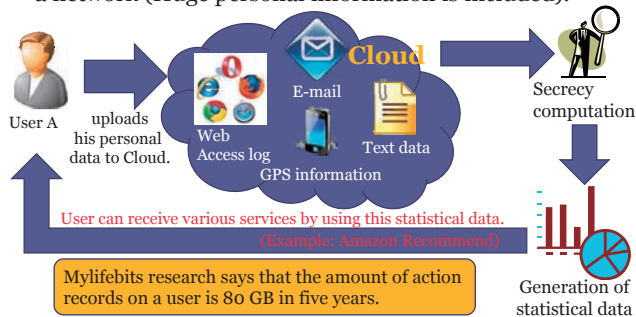 a network (Huge personal information is included).
Cloud
E-mail
User A
uploads
his personal
data to Cloud.
Web
Access log
Text data
GPS information
Secrecy
computation
User can receive various services by using this statistical data.
(Example: Amazon Recommend)
Mylifebits research says that the amount of action
records on a user is 80 GB in five years.
Generation of
statistical data